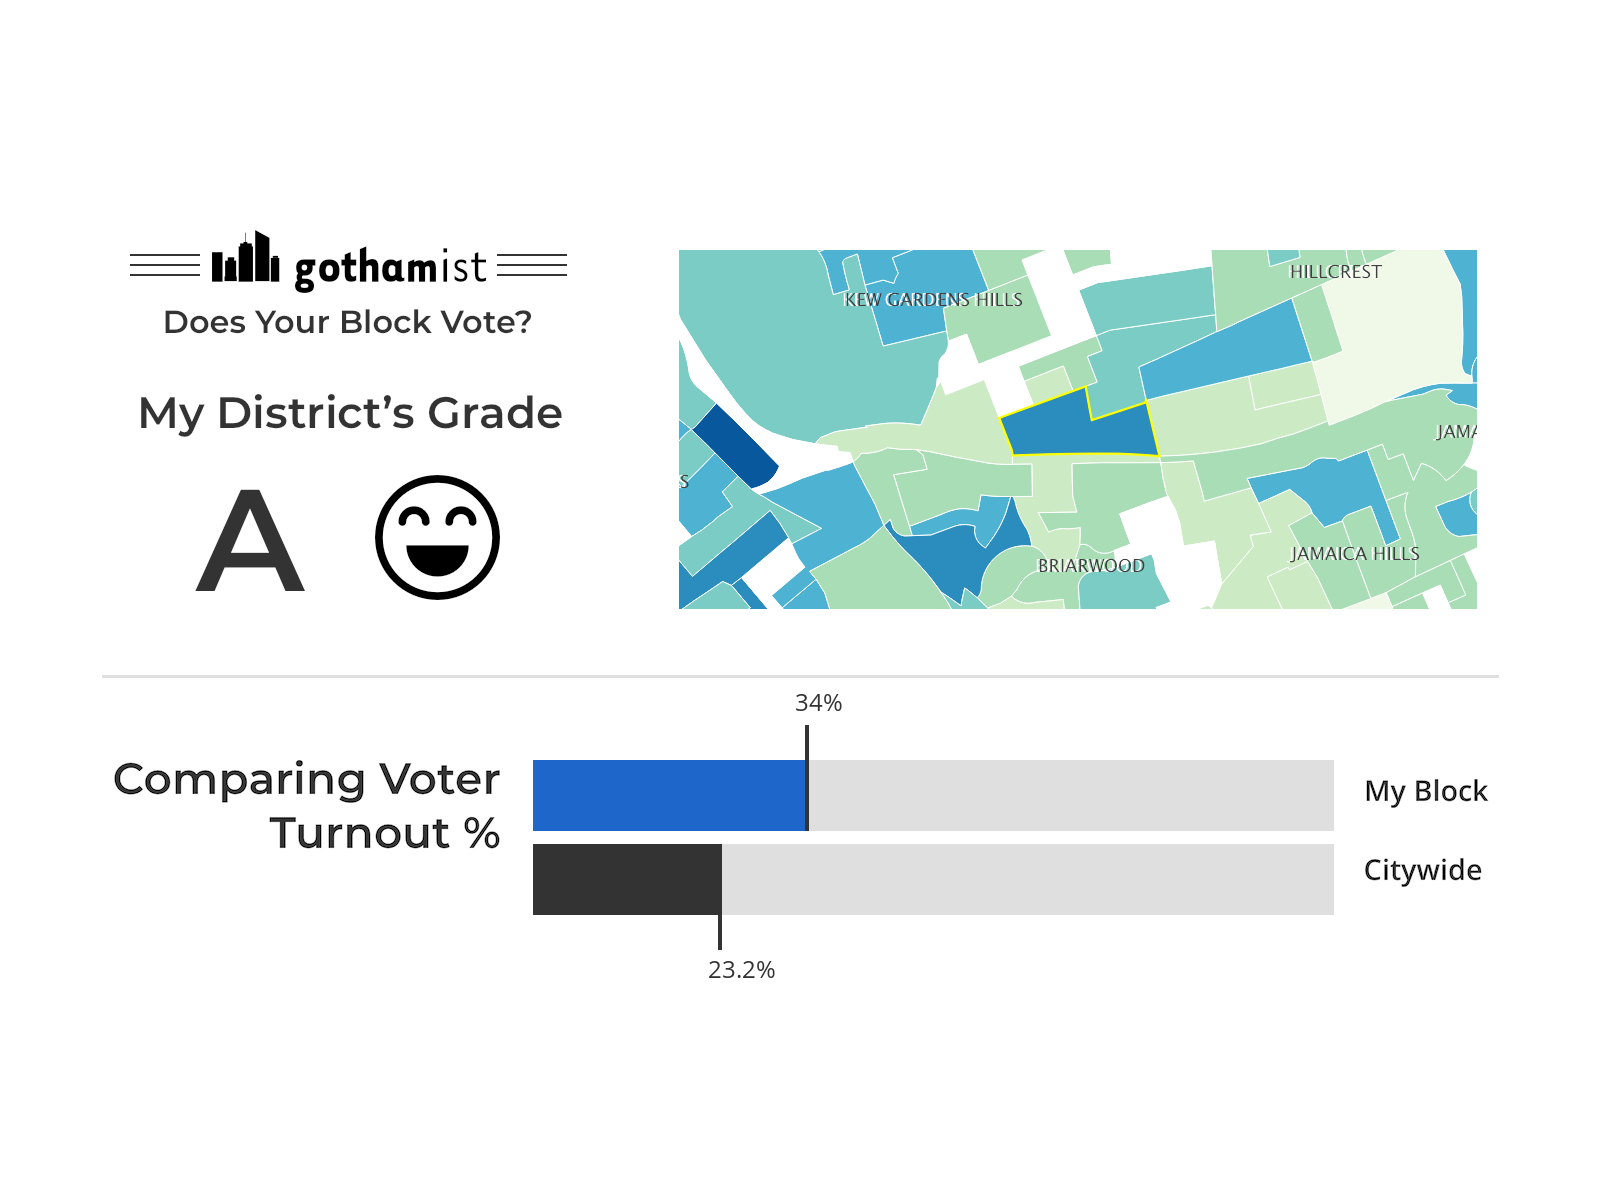 gothamist
Does Your Block Vote?
My District's Grade
A
HILLCREST
KEW GARDENS HILLS
JAMA
S
JAMAICA HILLS
BRIARWOOD
34%
Comparing Voter
Turnout %
My Block
Citywide
23.2%